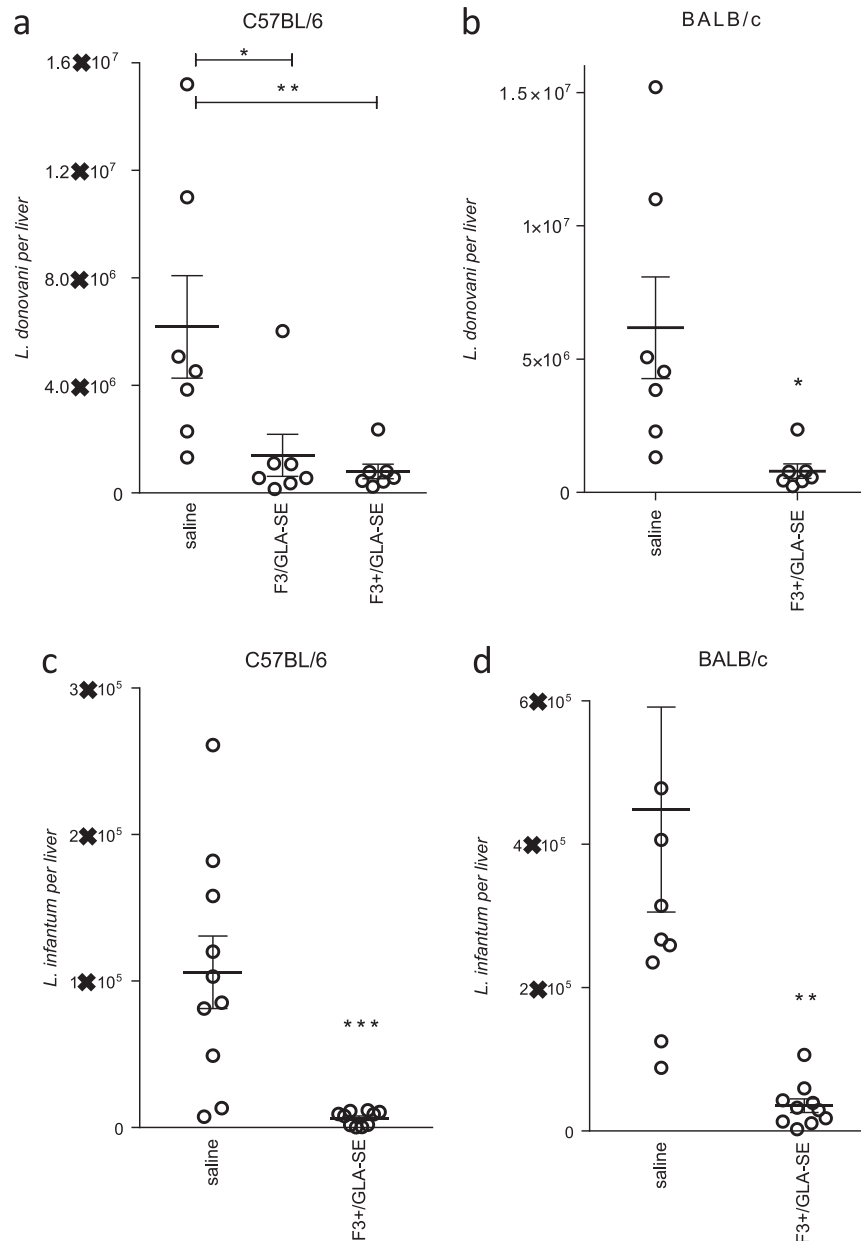 a
C57BL/6
1.6✖10⁷
1.2✖10⁷
8.0✖10⁶
4.0✖10⁶
0
L. donovani per liver
*
**
saline
F3/GLA-SE
F3+/GLA-SE
b
BALB/c
1.5×10⁷
1×10⁷
5×10⁶
0
L. donovani per liver
*
saline
F3+/GLA-SE
c
C57BL/6
3✖10⁵
2✖10⁵
1✖10⁵
0
L. infantum per liver
***
saline
F3+/GLA-SE
d
BALB/c
6✖10⁵
4✖10⁵
2✖10⁵
0
L. infantum per liver
**
saline
F3+/GLA-SE